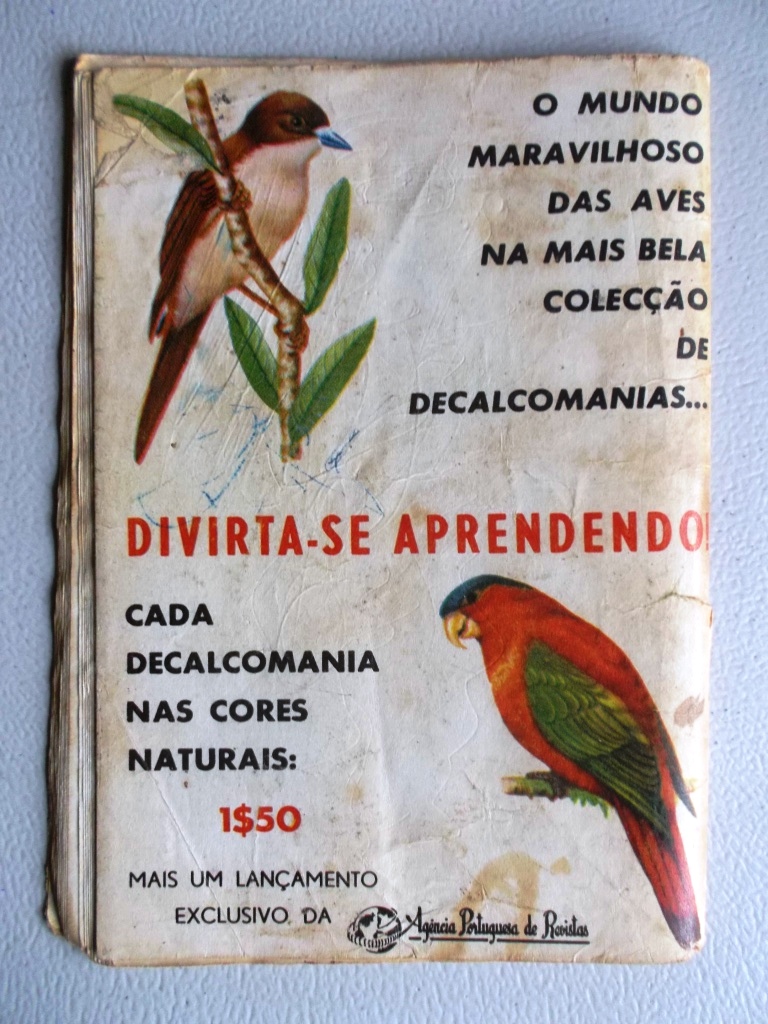 O MUNDO
MARAVILHOSO
DAS AVES
NA MAIS BELA
COLECÇÃO
DE
DECALCOMANIAS...
DIVIRTA-SE APRENDENDO!
CADA
DECALCOMANIA
NAS CORES
NATURAIS:
1$50
MAIS UM LANÇAMENTO
EXCLUSIVO DA
Agência Portuguesa de Revistas